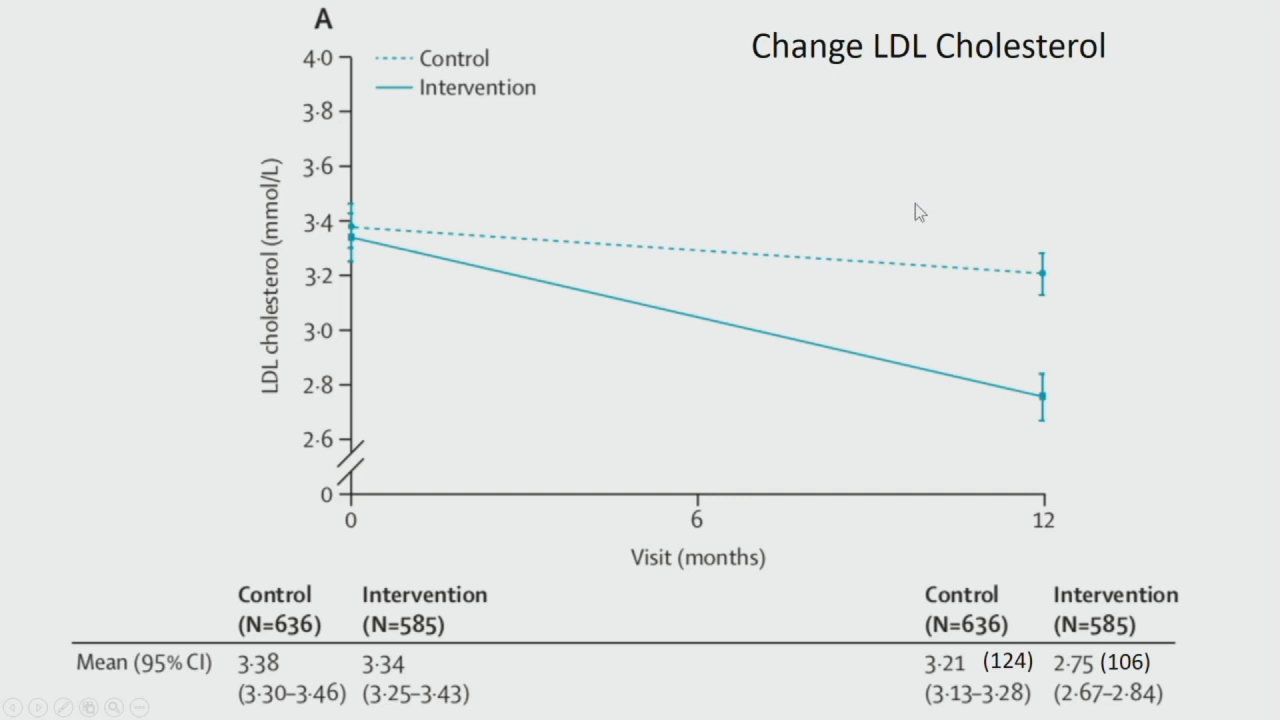 A
Change LDL Cholesterol
Control
Intervention
4·0
3·8
3·6
3·4
3·2
3·0
2·8
2·6
0
LDL cholesterol (mmol/L)
0 6 12
Visit (months)
Control Intervention Control Intervention
(N=636) (N=585) (N=636) (N=585)
Mean (95% CI) 3·38 3·34 3·21 (124) 2·75 (106)
(3·30–3·46) (3·25–3·43) (3·13–3·28) (2·67–2·84)